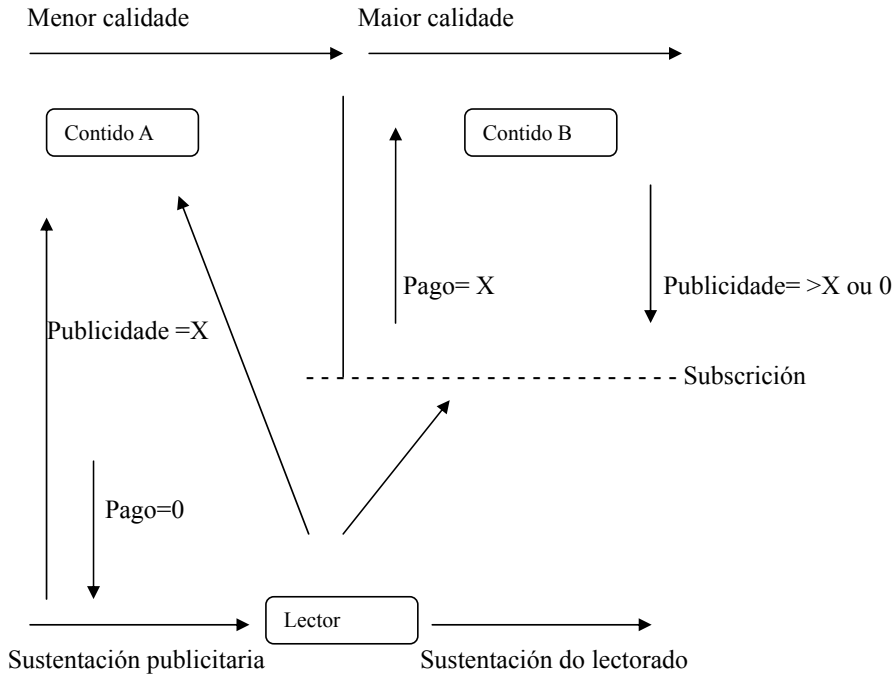 Menor calidade
Maior calidade
Contido A
Contido B
Pago= X
Publicidade= >X ou 0
Publicidade =X
Subscrición
Pago=0
Lector
Sustentación publicitaria
Sustentación do lectorado